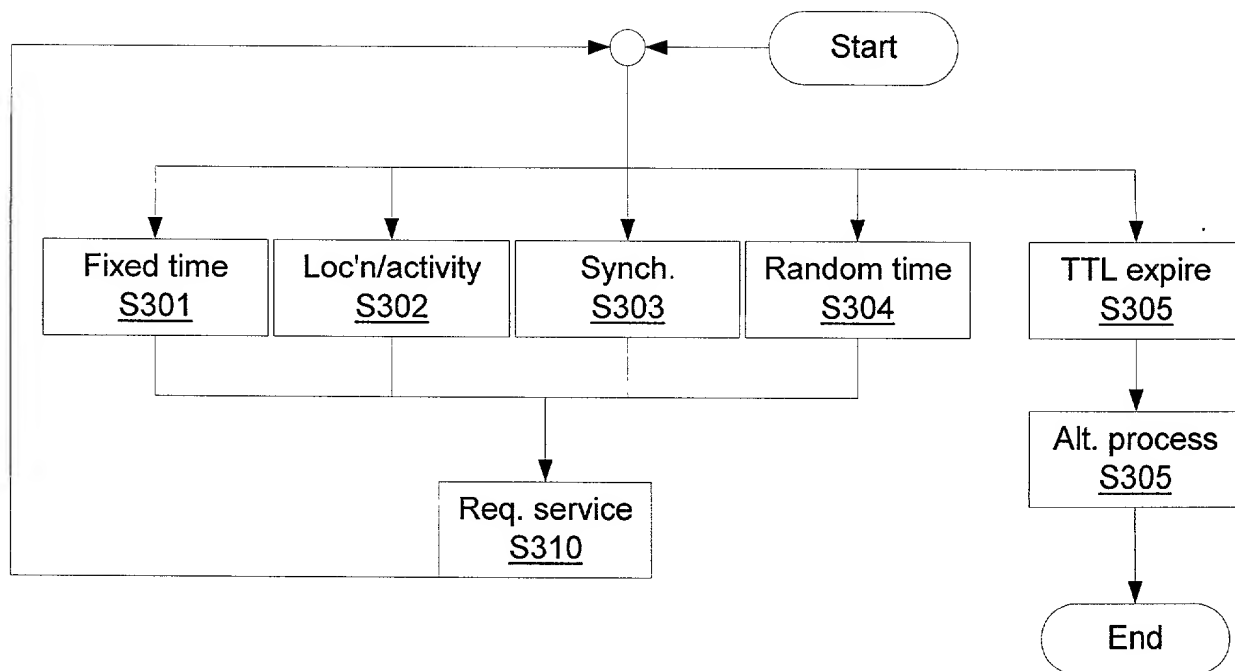 Start
Fixed time
S301
Loc'n/activity
S302
Synch.
S303
Random time
S304
TTL expire
S305
Alt. process
S305
Req. service
S310
End